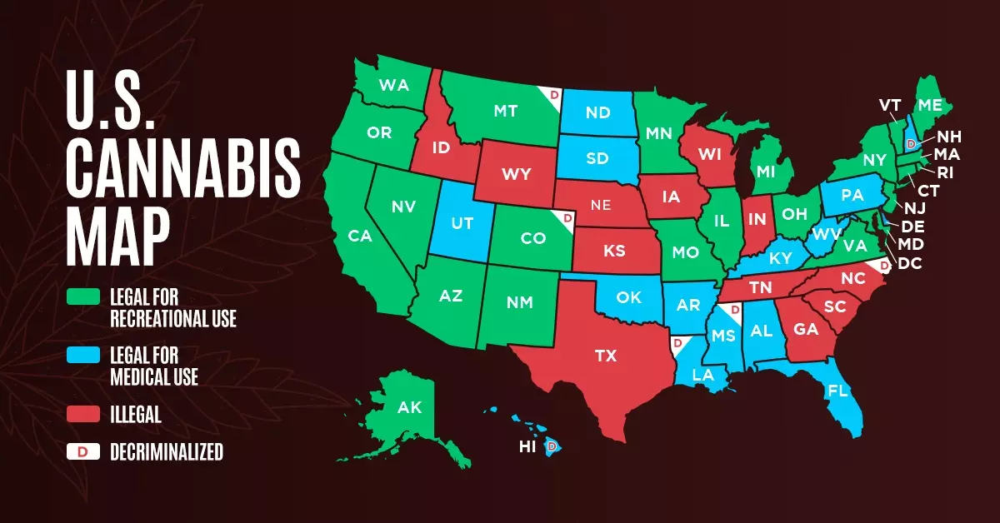 U.S.
CANNABIS
MAP
LEGAL FOR
RECREATIONAL USE
LEGAL FOR
MEDICAL USE
ILLEGAL
D DECRIMINALIZED
WA
OR
CA
NV
ID
MT
D
WY
UT
CO
D
AZ
NM
ND
SD
NE
KS
OK
TX
MN
IA
MO
AR
LA
D
WI
IL
MI
IN
OH
KY
TN
MS
D
AL
GA
FL
SC
NC
D
VA
WV
PA
NY
VT
ME
D
NH
MA
RI
CT
NJ
DE
MD
DC
AK
HI
D